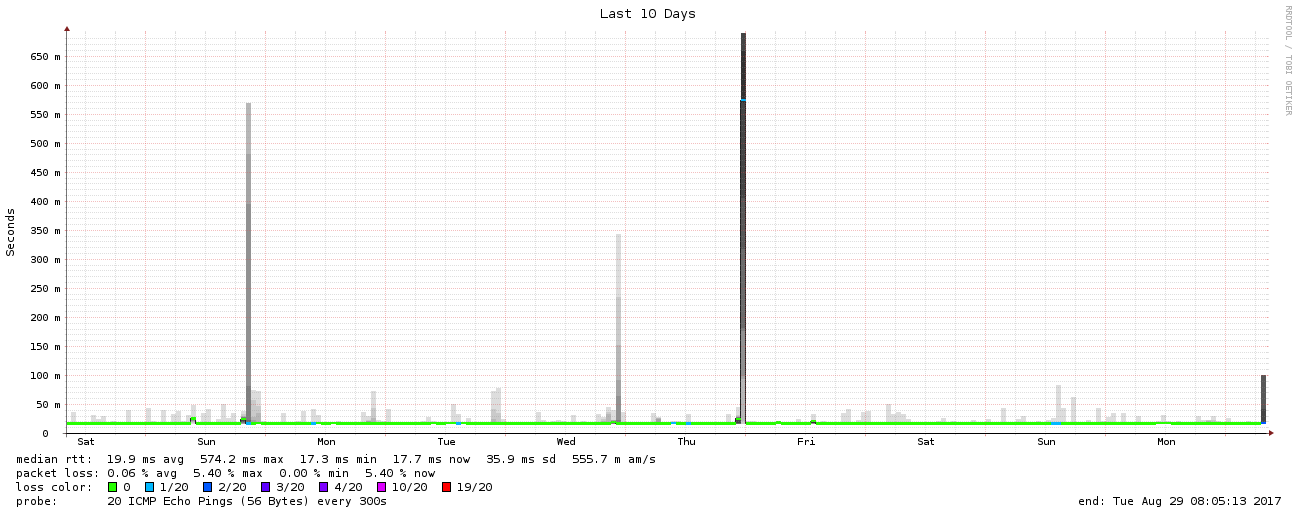 Last 10 Days
RRDTOOL / TOBI OETIKER
Seconds
650 m
600 m
550 m
500 m
450 m
400 m
350 m
300 m
250 m
200 m
150 m
100 m
50 m
0
Sat Sun Mon Tue Wed Thu Fri Sat Sun Mon
median rtt: 19.9 ms avg 574.2 ms max 17.3 ms min 17.7 ms now 35.9 ms sd 555.7 m am/s
packet loss: 0.06 % avg 5.40 % max 0.00 % min 5.40 % now
loss color: 0 1/20 2/20 3/20 4/20 10/20 19/20
probe: 20 ICMP Echo Pings (56 Bytes) every 300s end: Tue Aug 29 08:05:13 2017